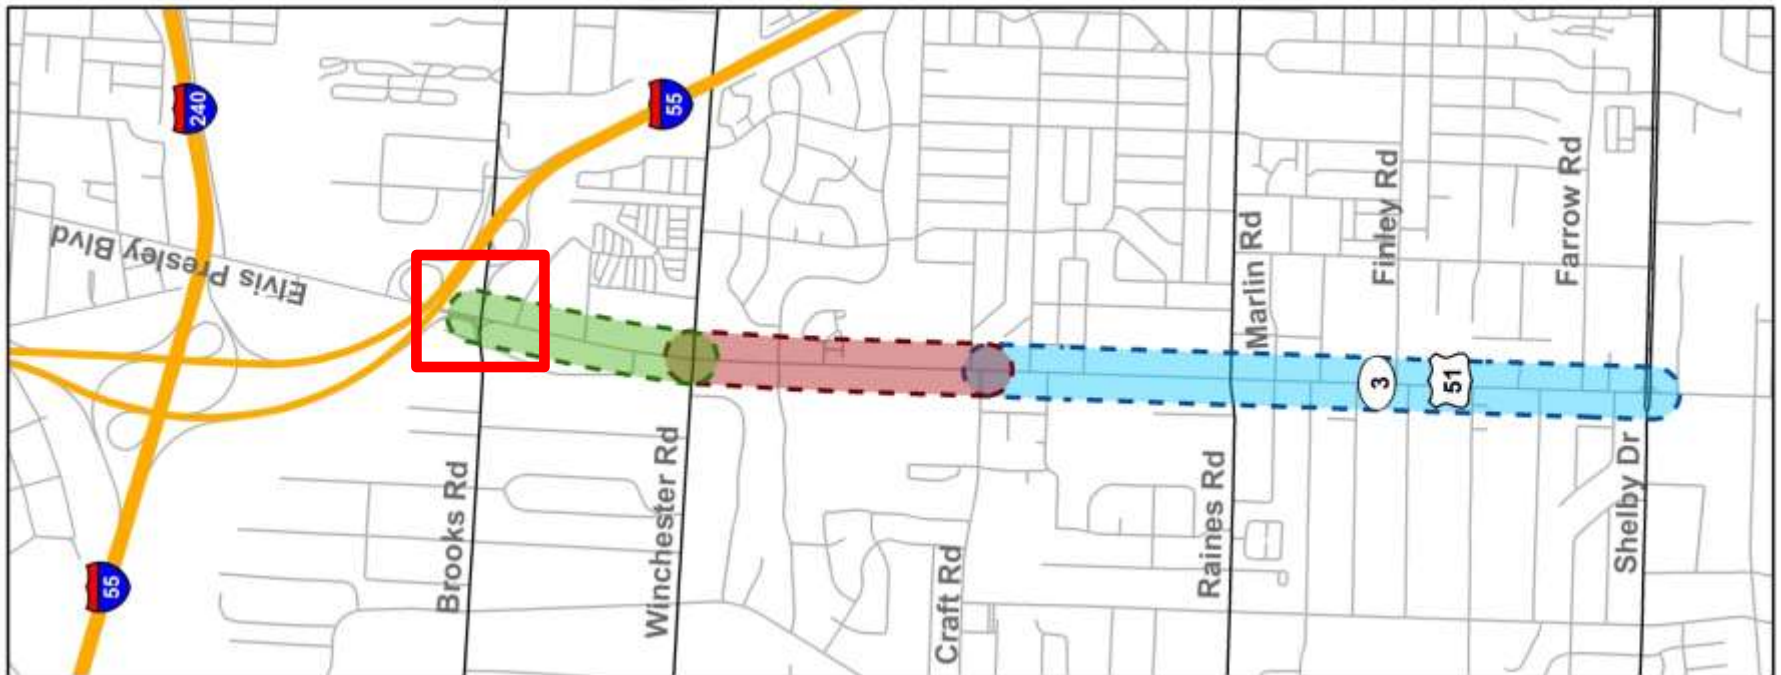 240
55
Elvis Presley Blvd
Marlin Rd
Finley Rd
Farrow Rd
3
51
Brooks Rd
Winchester Rd
Craft Rd
Raines Rd
Shelby Dr
55